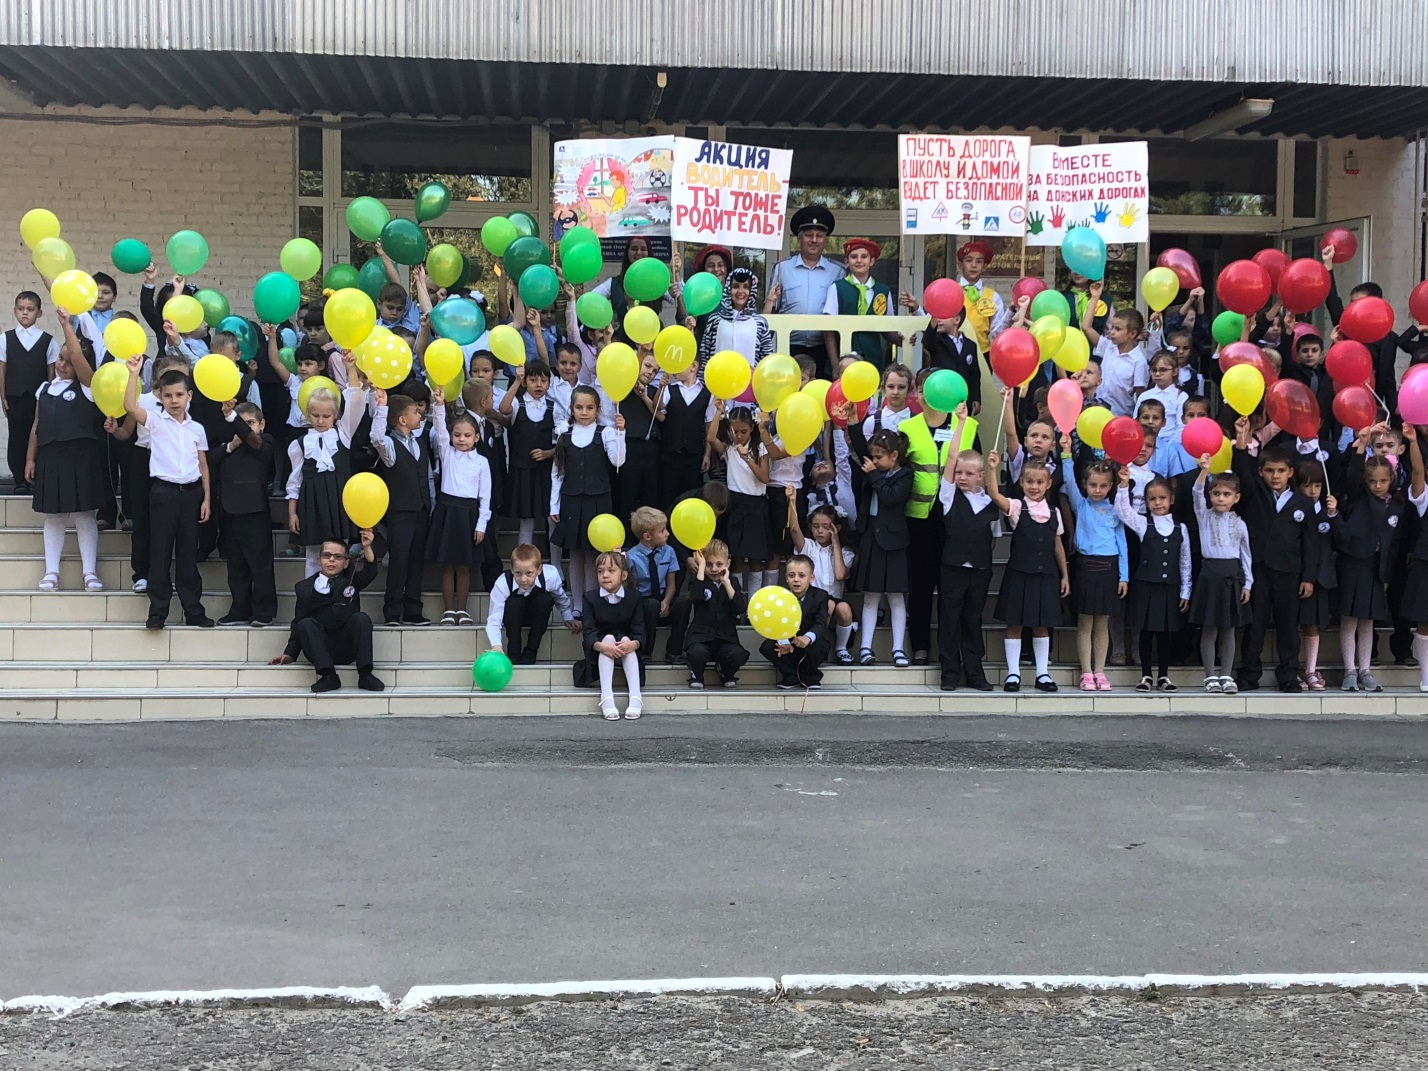 АКЦИЯ
ВОДИТЕЛЬ-
ТЫ ТОЖЕ
РОДИТЕЛЬ!
ПУСТЬ ДОРОГА
В ШКОЛУ И ДОМОЙ
БУДЕТ БЕЗОПАСНОЙ
ВМЕСТЕ
ЗА БЕЗОПАСНОСТЬ
НА ДОНСКИХ ДОРОГАХ